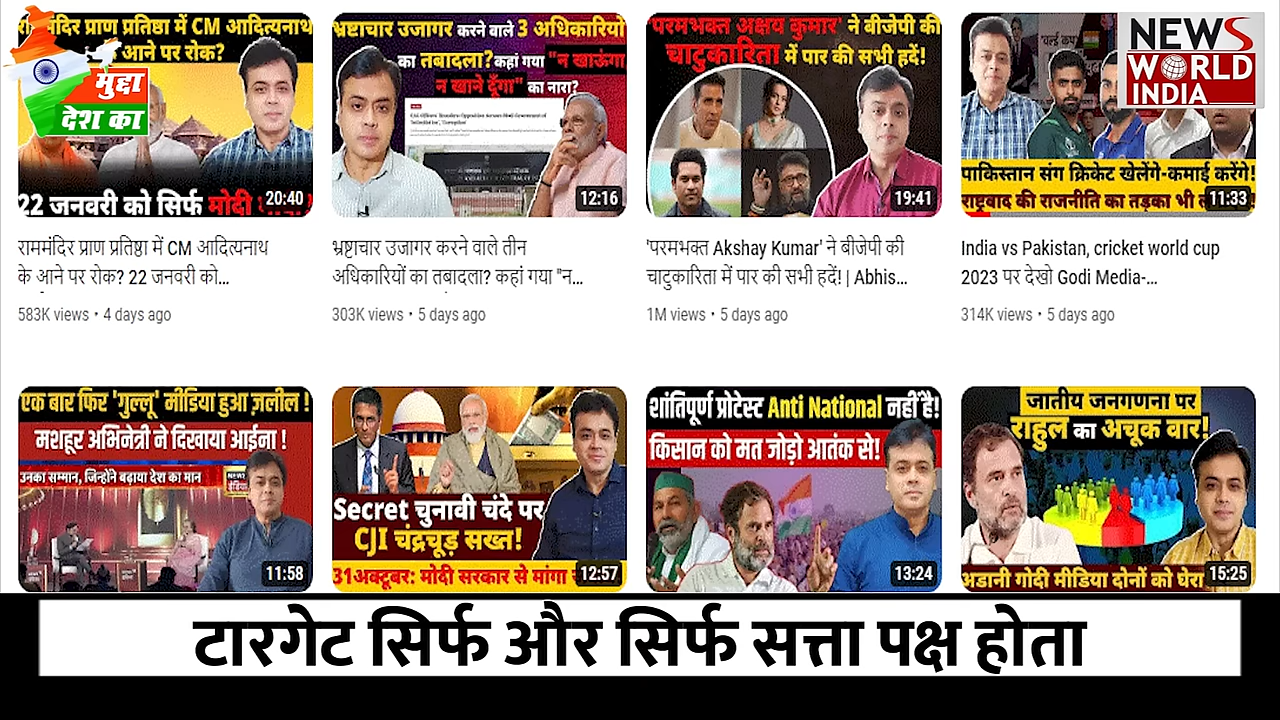 राममंदिर प्राण प्रतिष्ठा में CM आदित्यनाथ
के आने पर रोक?
22 जनवरी को सिर्फ मोदी
20:40
मुद्दा
देश का
भ्रष्टाचार उजागर करने वाले 3 अधिकारियों
का तबादला? कहां गया "न खाऊंगा
न खाने दूँगा" का नारा?
12:16
'परमभक्त अक्षय कुमार' ने बीजेपी की
चाटुकारिता में पार की सभी हदें!
19:41
'वर्ल्ड कप'
पाकिस्तान संग क्रिकेट खेलेंगे-कमाई करेंगे!
राष्ट्रवाद की राजनीति का तड़का भी
11:33
NEWS
WORLD
INDIA
राममंदिर प्राण प्रतिष्ठा में CM आदित्यनाथ
के आने पर रोक? 22 जनवरी को...
583K views • 4 days ago
भ्रष्टाचार उजागर करने वाले तीन
अधिकारियों का तबादला? कहां गया "न...
303K views • 5 days ago
'परमभक्त Akshay Kumar' ने बीजेपी की
चाटुकारिता में पार की सभी हदें! | Abhis...
1M views • 5 days ago
India vs Pakistan, cricket world cup
2023 पर देखो Godi Media-...
314K views • 5 days ago
एक बार फिर 'गुल्लू' मीडिया हुआ ज़लील !
मशहूर अभिनेत्री ने दिखाया आईना !
उनका सम्मान, जिन्होंने बढ़ाया देश का मान
11:58
Secret चुनावी चंदे पर
CJI चंद्रचूड़ सख्त!
31अक्टूबर: मोदी सरकार से मांगा
12:57
शांतिपूर्ण प्रोटेस्ट Anti National नहीं है!
किसान को मत जोड़ो आतंक से!
13:24
जातीय जनगणना पर
राहुल का अचूक वार!
अडानी गोदी मीडिया दोनों को घेरा
15:25
टारगेट सिर्फ और सिर्फ सत्ता पक्ष होता